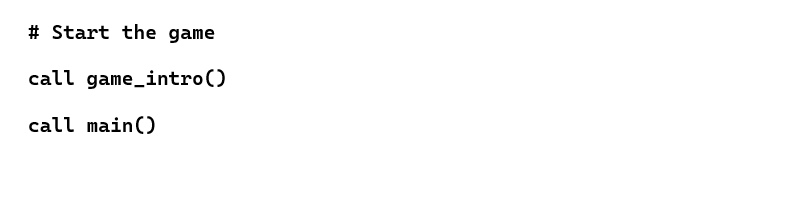 # Start the game
call game_intro()
call main()